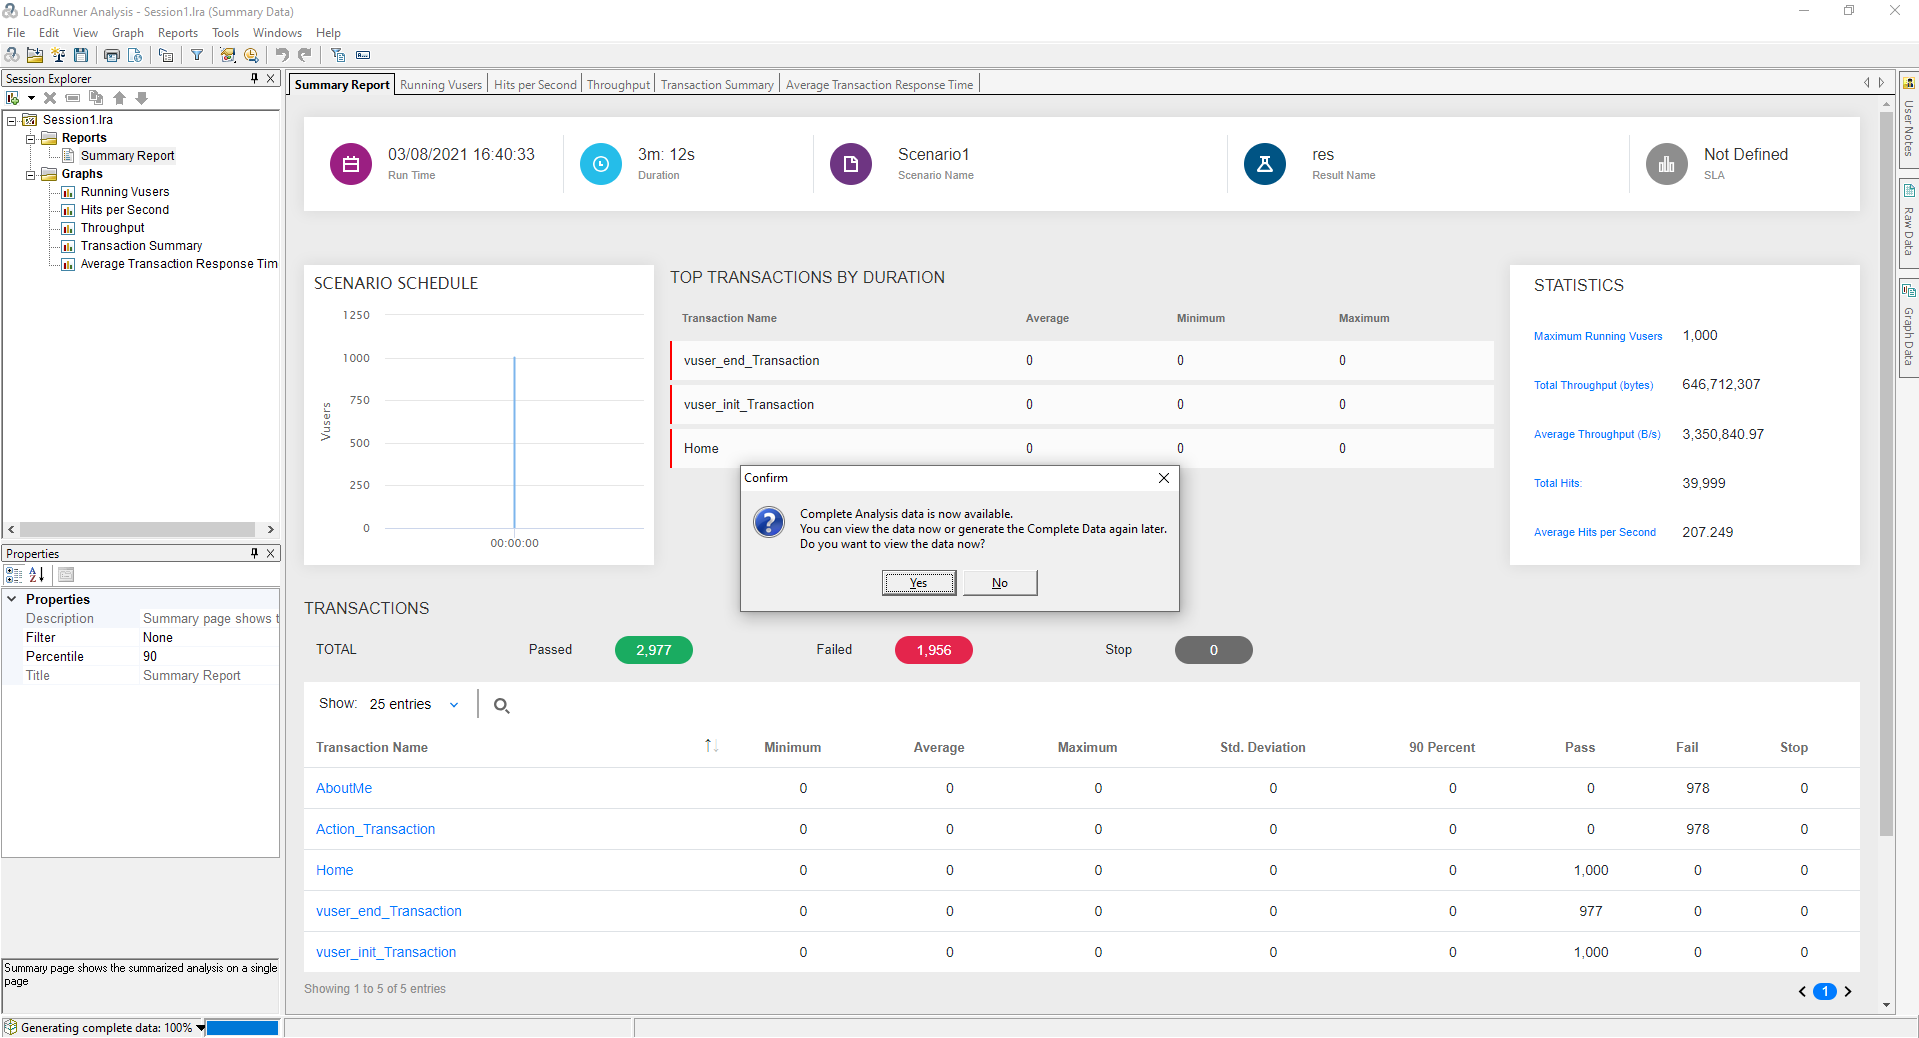 LoadRunner Analysis - Session1.lra (Summary Data)
File Edit View Graph Reports Tools Windows Help
Session Explorer
Session1.lra
Reports
Summary Report
Graphs
Running Vusers
Hits per Second
Throughput
Transaction Summary
Average Transaction Response Tim
Properties
Properties
Description Summary page shows t
Filter None
Percentile 90
Title Summary Report
Summary page shows the summarized analysis on a single
page
Generating complete data: 100%
Summary Report Running Vusers Hits per Second Throughput Transaction Summary Average Transaction Response Time
03/08/2021 16:40:33
Run Time
3m: 12s
Duration
Scenario1
Scenario Name
res
Result Name
Not Defined
SLA
SCENARIO SCHEDULE
1250
1000
750
500
250
0
Vusers
00:00:00
TOP TRANSACTIONS BY DURATION
Transaction Name Average Minimum Maximum
vuser_end_Transaction 0 0 0
vuser_init_Transaction 0 0 0
Home 0 0 0
STATISTICS
Maximum Running Vusers 1,000
Total Throughput (bytes) 646,712,307
Average Throughput (B/s) 3,350,840.97
Total Hits: 39,999
Average Hits per Second 207.249
Confirm
Complete Analysis data is now available.
You can view the data now or generate the Complete Data again later.
Do you want to view the data now?
Yes No
TRANSACTIONS
TOTAL Passed 2,977 Failed 1,956 Stop 0
Show: 25 entries
Transaction Name Minimum Average Maximum Std. Deviation 90 Percent Pass Fail Stop
AboutMe 0 0 0 0 0 0 978 0
Action_Transaction 0 0 0 0 0 0 978 0
Home 0 0 0 0 0 1,000 0 0
vuser_end_Transaction 0 0 0 0 0 977 0 0
vuser_init_Transaction 0 0 0 0 0 1,000 0 0
Showing 1 to 5 of 5 entries
1
User Notes
Raw Data
Graph Data